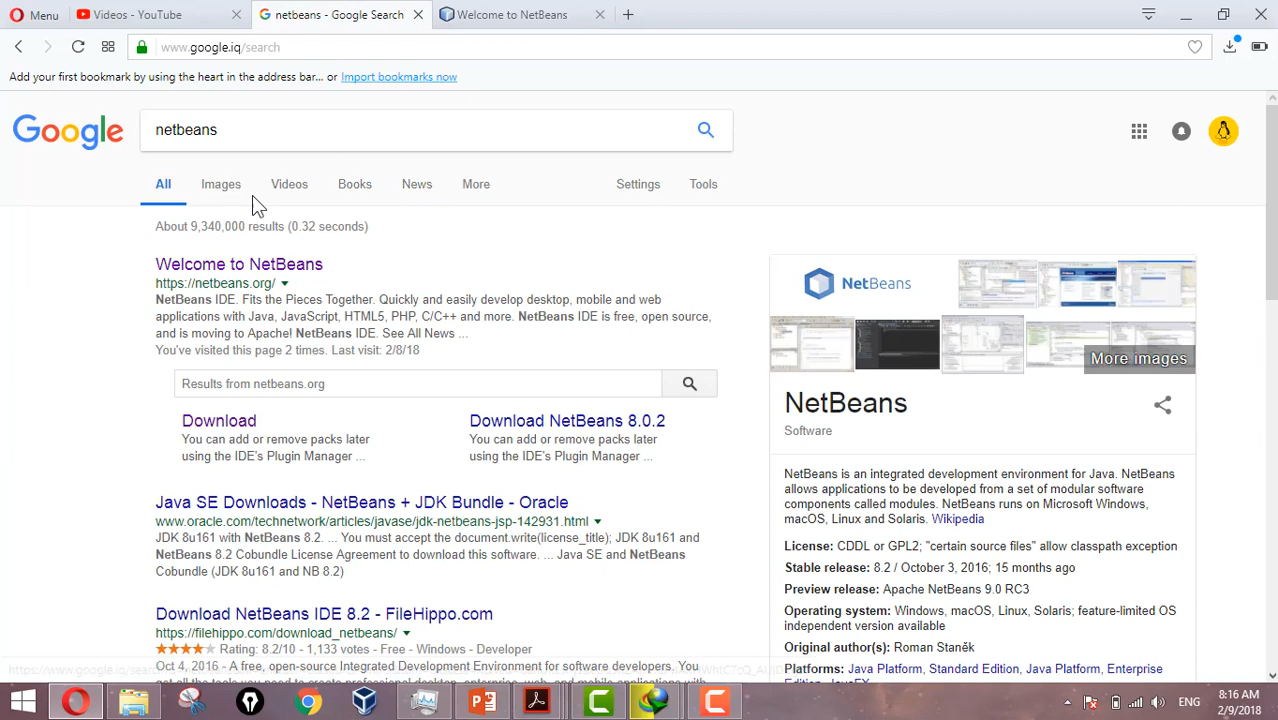 Menu
Videos - YouTube
netbeans - Google Search
Welcome to NetBeans
www.google.iq/search
Add your first bookmark by using the heart in the address bar... or Import bookmarks now
Google
netbeans
All Images Videos Books News More Settings Tools
About 9,340,000 results (0.32 seconds)
Welcome to NetBeans
https://netbeans.org/
NetBeans IDE. Fits the Pieces Together. Quickly and easily develop desktop, mobile and web
applications with Java, JavaScript, HTML5, PHP, C/C++ and more. NetBeans IDE is free, open source,
and is moving to Apache! NetBeans IDE. See All News ...
You've visited this page 2 times. Last visit: 2/8/18
Results from netbeans.org
Download
You can add or remove packs later
using the IDE's Plugin Manager ...
Download NetBeans 8.0.2
You can add or remove packs later
using the IDE's Plugin Manager ...
Java SE Downloads - NetBeans + JDK Bundle - Oracle
www.oracle.com/technetwork/articles/javase/jdk-netbeans-jsp-142931.html
JDK 8u161 with NetBeans 8.2. ... You must accept the document.write(license_title); JDK 8u161 and
NetBeans 8.2 Cobundle License Agreement to download this software. ... Java SE and NetBeans
Cobundle (JDK 8u161 and NB 8.2)
Download NetBeans IDE 8.2 - FileHippo.com
https://filehippo.com/download_netbeans/
Rating: 8.2/10 - 1,133 votes - Free - Windows - Developer
Oct 4, 2016 - A free, open-source Integrated Development Environment for software developers. You
NetBeans
More images
NetBeans
Software
NetBeans is an integrated development environment for Java. NetBeans
allows applications to be developed from a set of modular software
components called modules. NetBeans runs on Microsoft Windows,
macOS, Linux and Solaris. Wikipedia
License: CDDL or GPL2; "certain source files" allow classpath exception
Stable release: 8.2 / October 3, 2016; 15 months ago
Preview release: Apache NetBeans 9.0 RC3
Operating system: Windows, macOS, Linux, Solaris; feature-limited OS
independent version available
Original author(s): Roman Staněk
Platforms: Java Platform, Standard Edition, Java Platform, Enterprise
ENG
8:16 AM
2/9/2018